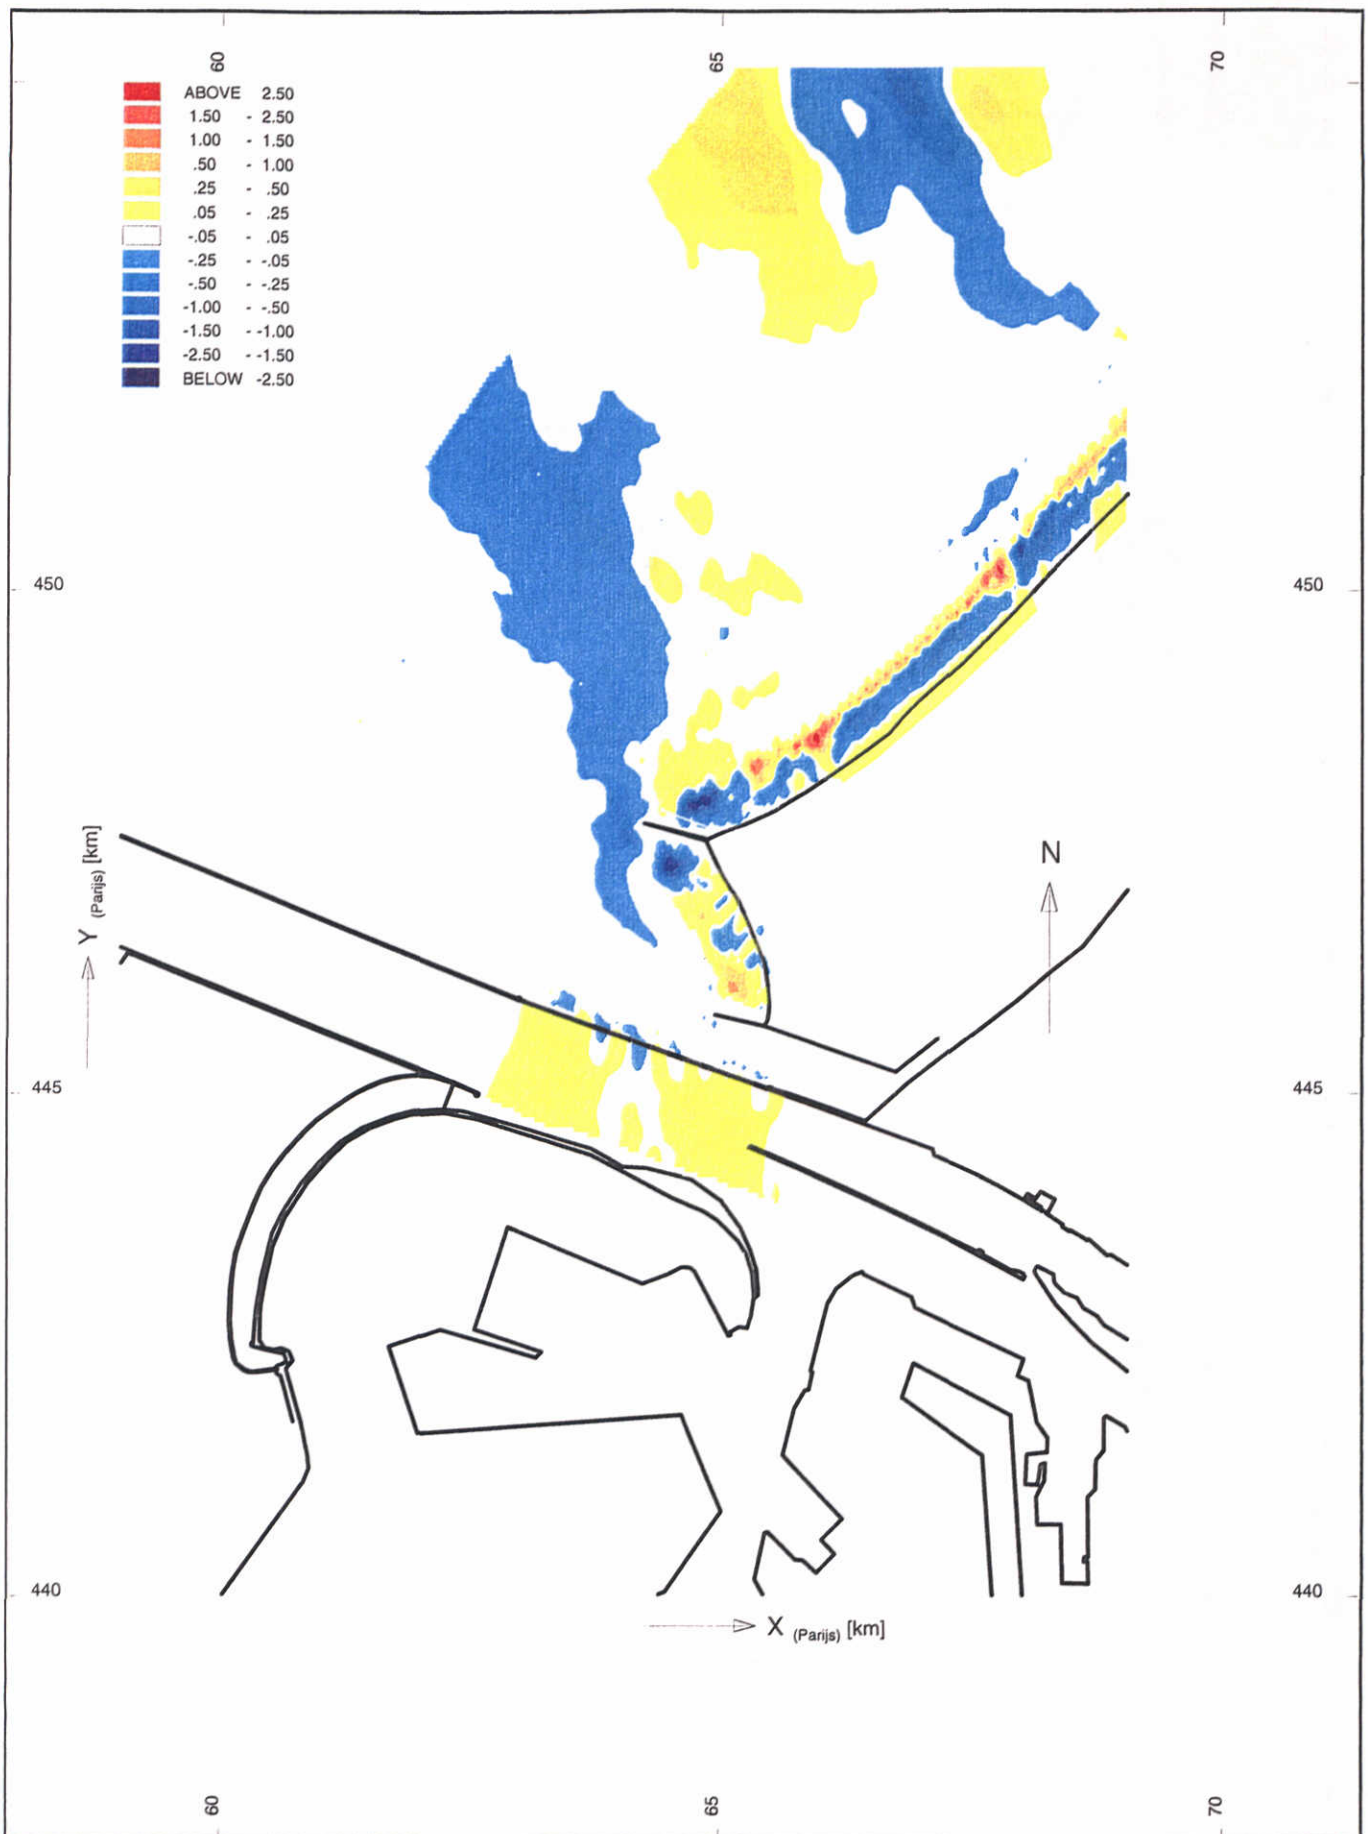 60 65 70
ABOVE 2.50
1.50 - 2.50
1.00 - 1.50
.50 - 1.00
.25 - .50
.05 - .25
-.05 - .05
-.25 - -.05
-.50 - -.25
-1.00 - -.50
-1.50 - -1.00
-2.50 - -1.50
BELOW -2.50
450 450
Y (Parijs) [km]
N
445 445
440 440
X (Parijs) [km]
60 65 70